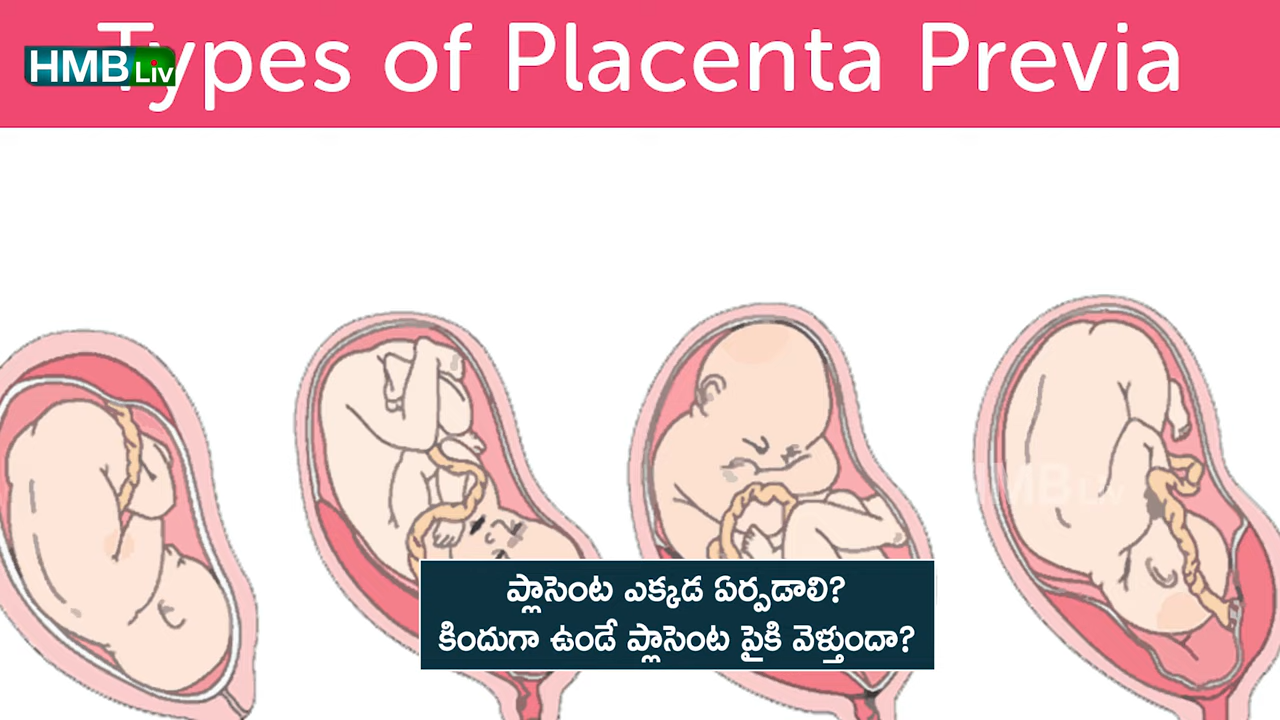 Types of Placenta Previa
HMB Liv
HMB Liv
ప్లాసెంట ఎక్కడ ఏర్పడాలి?
కిందుగా ఉండే ప్లాసెంట పైకి వెళ్తుందా?